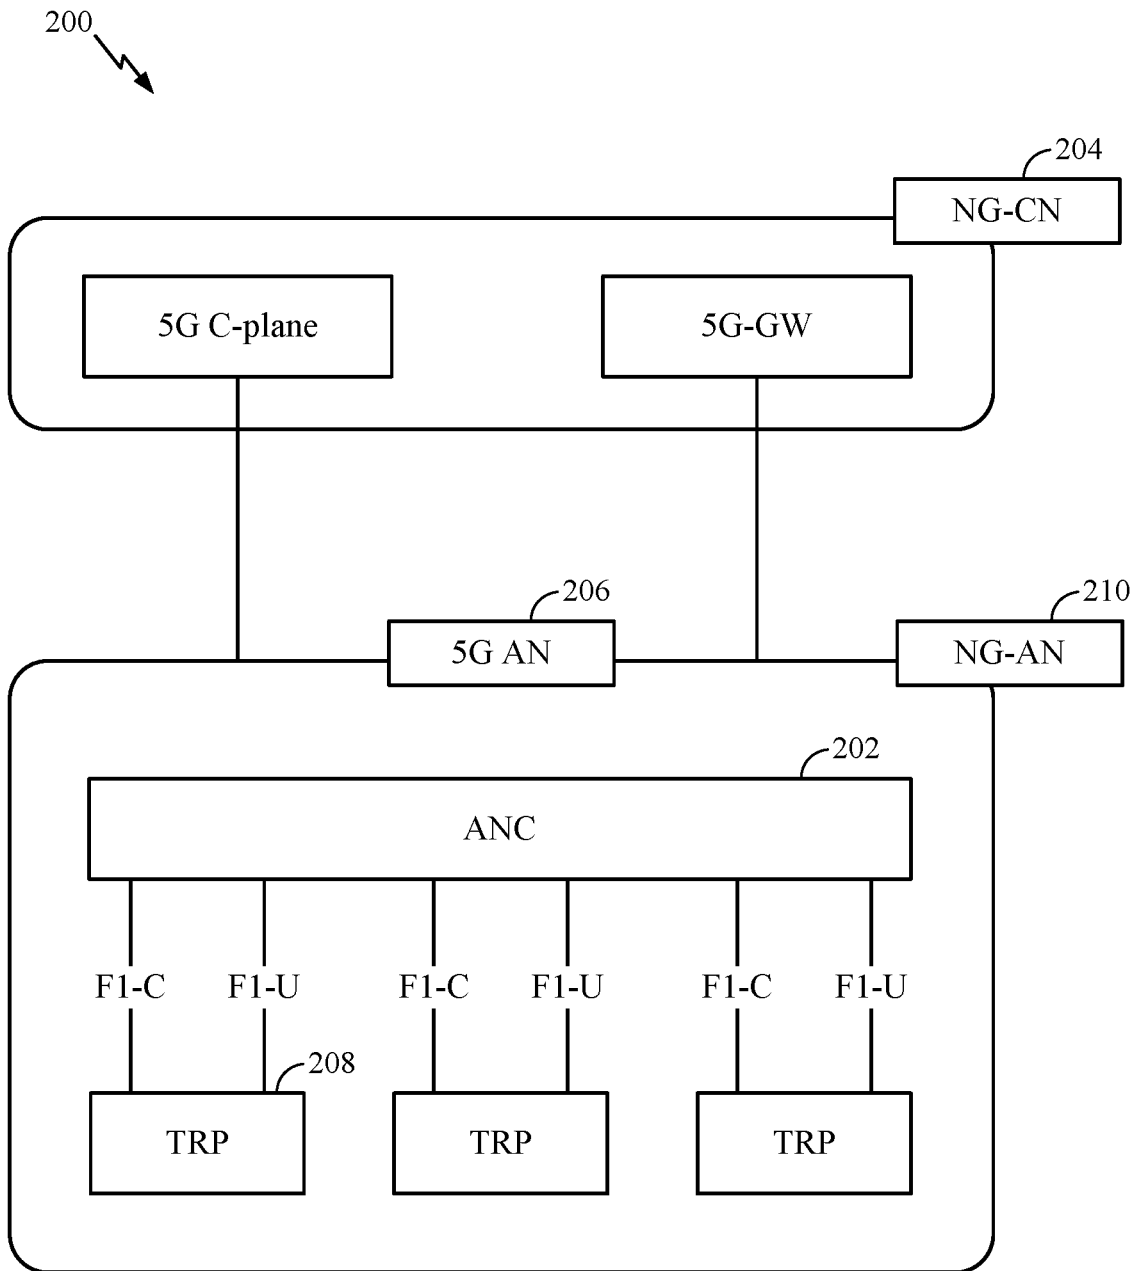 200
204
NG-CN
5G C-plane
5G-GW
206
210
5G AN
NG-AN
202
ANC
F1-C F1-U F1-C F1-U F1-C F1-U
208
TRP TRP TRP